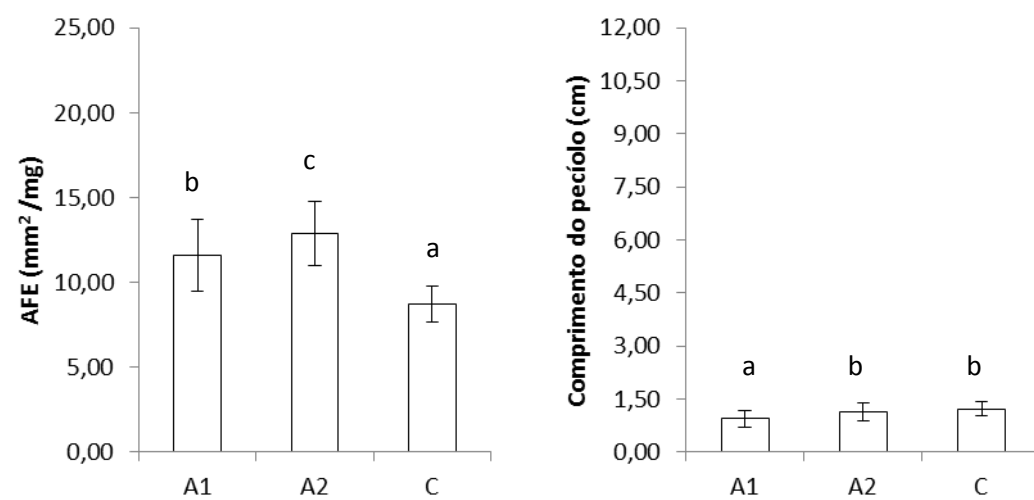 AFE (mm² /mg)
25,00
20,00
15,00
10,00
5,00
0,00
b
c
a
A1
A2
C
Comprimento do pecíolo (cm)
12,00
10,50
9,00
7,50
6,00
4,50
3,00
1,50
0,00
a
b
b
A1
A2
C